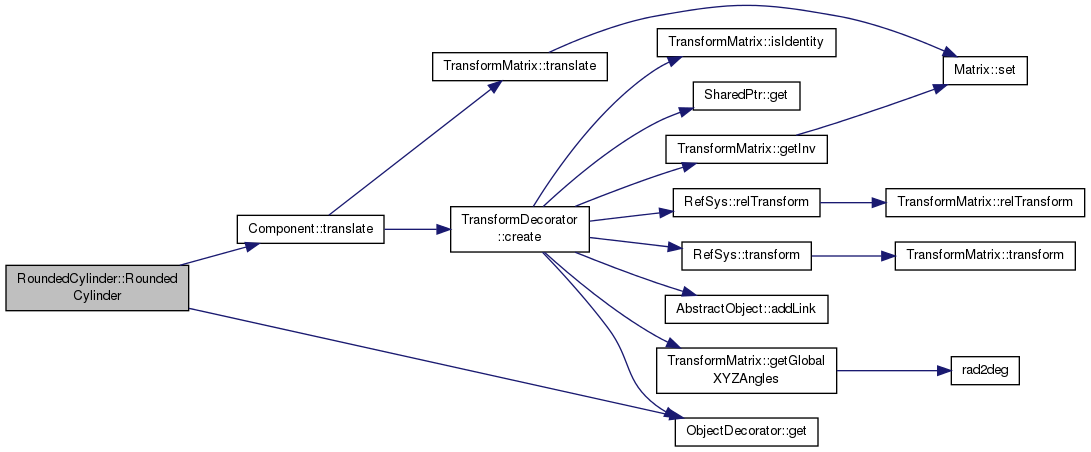 TransformMatrix::isIdentity
TransformMatrix::translate
Matrix::set
SharedPtr::get
TransformMatrix::getInv
RefSys::relTransform
TransformMatrix::relTransform
TransformDecorator
::create
Component::translate
RefSys::transform
TransformMatrix::transform
RoundedCylinder::Rounded
Cylinder
AbstractObject::addLink
TransformMatrix::getGlobal
XYZAngles
rad2deg
ObjectDecorator::get